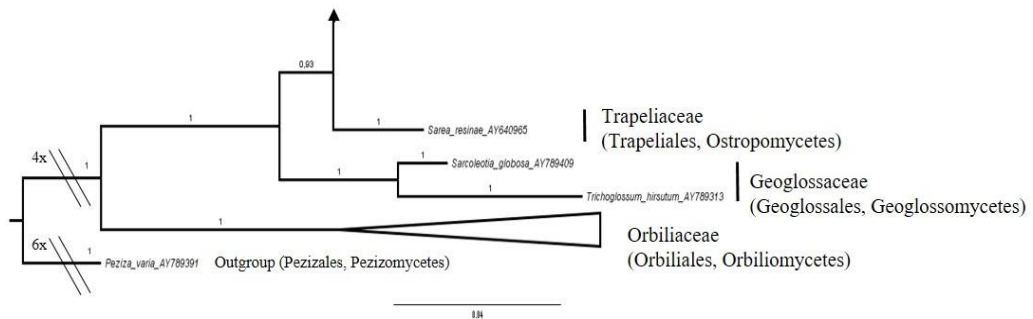 0,93
1
Sarea_resinae_AY640965
Trapeliaceae
(Trapeliales, Ostropomycetes)
1
4x
1
1
Sarcoleotia_globosa_AY789409
1
1
Trichoglossum_hirsutum_AY789313
Geoglossaceae
(Geoglossales, Geoglossomycetes)
1
Orbiliaceae
(Orbiliales, Orbiliomycetes)
6x
1
Peziza_varia_AY789391
Outgroup (Pezizales, Pezizomycetes)
0.04